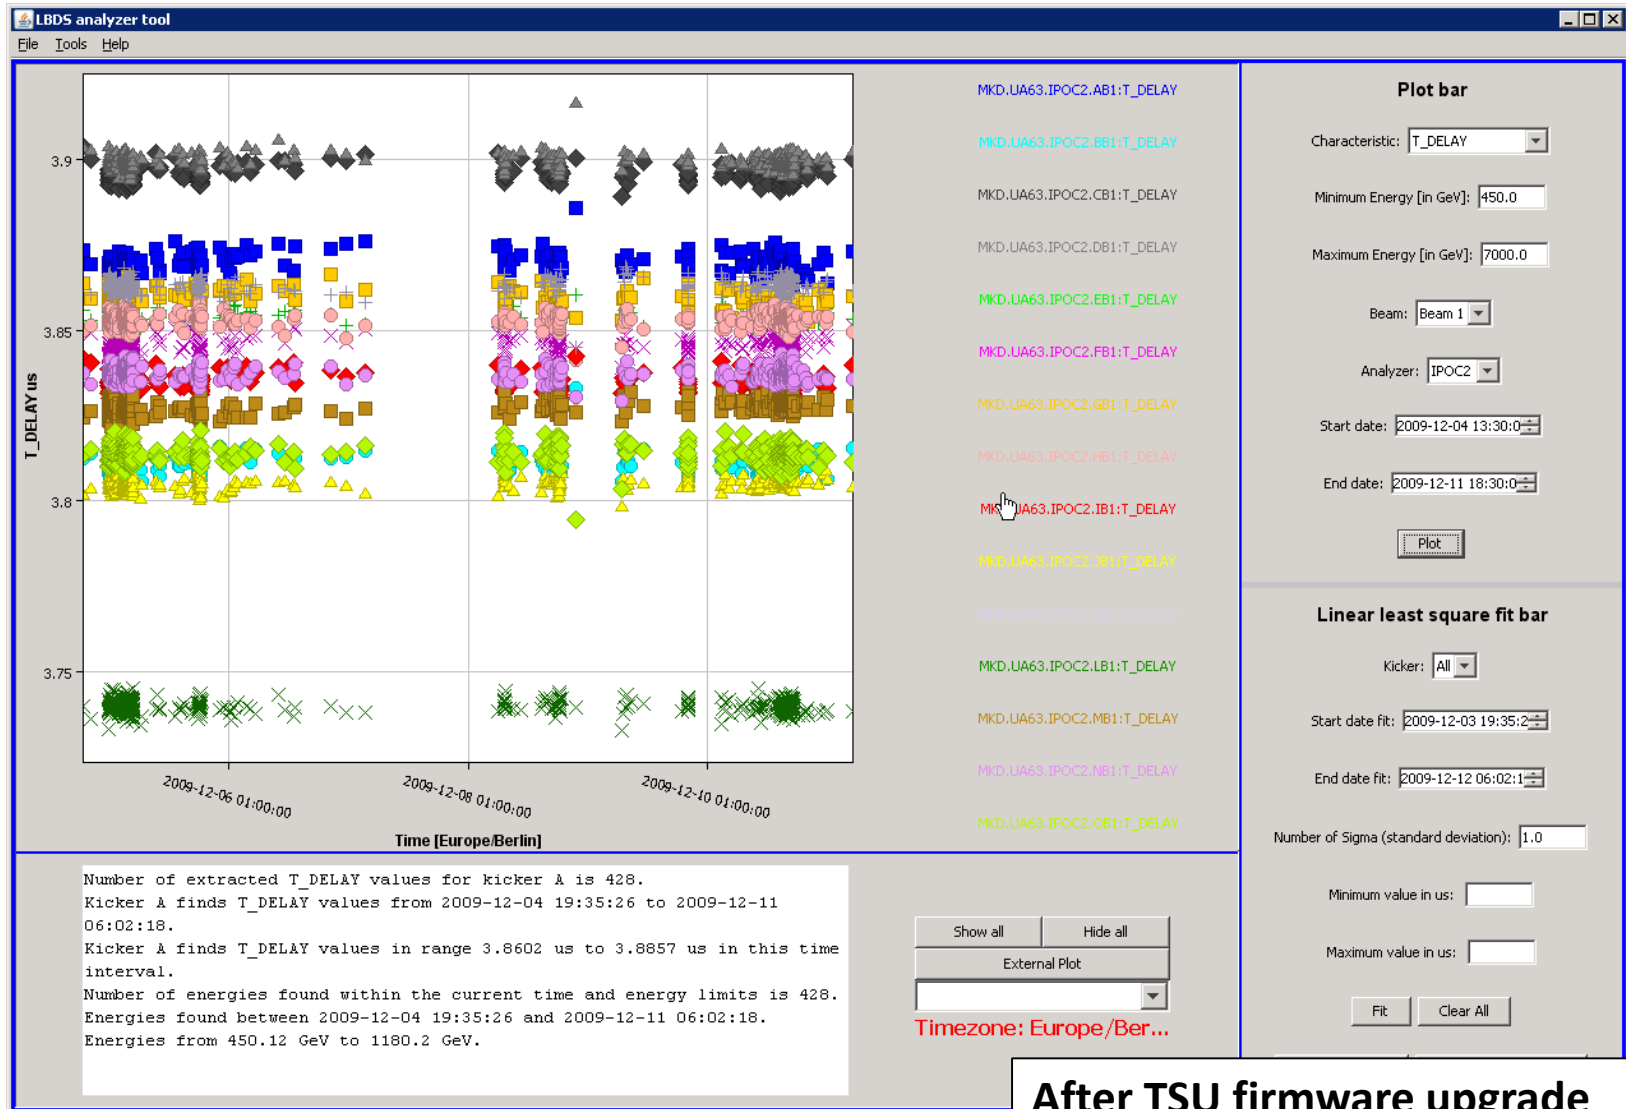 LBDS analyzer tool
File Tools Help
3.9
3.85
3.8
3.75
T_DELAY us
2009-12-06 01:00:00
2009-12-08 01:00:00
2009-12-10 01:00:00
Time [Europe/Berlin]
MKD.UA63.IPOC2.AB1:T_DELAY
MKD.UA63.IPOC2.BB1:T_DELAY
MKD.UA63.IPOC2.CB1:T_DELAY
MKD.UA63.IPOC2.DB1:T_DELAY
MKD.UA63.IPOC2.EB1:T_DELAY
MKD.UA63.IPOC2.FB1:T_DELAY
MKD.UA63.IPOC2.GB1:T_DELAY
MKD.UA63.IPOC2.HB1:T_DELAY
MKD.UA63.IPOC2.IB1:T_DELAY
MKD.UA63.IPOC2.JB1:T_DELAY
MKD.UA63.IPOC2.LB1:T_DELAY
MKD.UA63.IPOC2.MB1:T_DELAY
MKD.UA63.IPOC2.NB1:T_DELAY
MKD.UA63.IPOC2.OB1:T_DELAY
Number of extracted T_DELAY values for kicker A is 428.
Kicker A finds T_DELAY values from 2009-12-04 19:35:26 to 2009-12-11
06:02:18.
Kicker A finds T_DELAY values in range 3.8602 us to 3.8857 us in this time
interval.
Number of energies found within the current time and energy limits is 428.
Energies found between 2009-12-04 19:35:26 and 2009-12-11 06:02:18.
Energies from 450.12 GeV to 1180.2 GeV.
Show all Hide all
External Plot
Timezone: Europe/Ber...
Plot bar
Characteristic: T_DELAY
Minimum Energy [in GeV]: 450.0
Maximum Energy [in GeV]: 7000.0
Beam: Beam 1
Analyzer: IPOC2
Start date: 2009-12-04 13:30:0
End date: 2009-12-11 18:30:0
Plot
Linear least square fit bar
Kicker: All
Start date fit: 2009-12-03 19:35:2
End date fit: 2009-12-12 06:02:1
Number of Sigma (standard deviation): 1.0
Minimum value in us:
Maximum value in us:
Fit Clear All
After TSU firmware upgrade